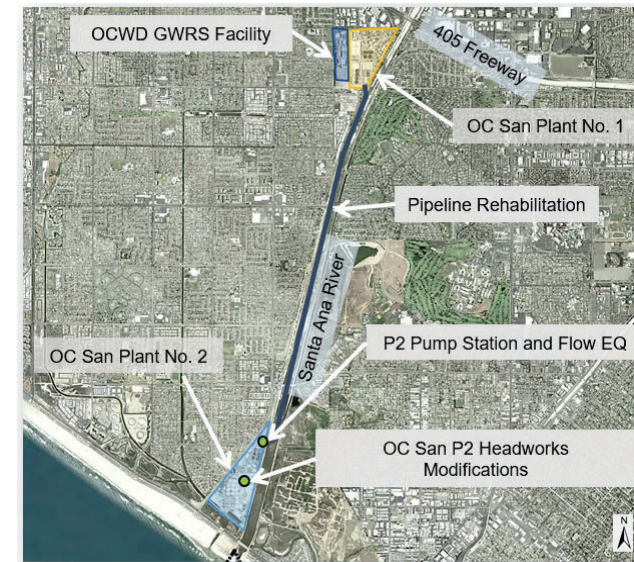 OCWD GWRS Facility
405 Freeway
OC San Plant No. 1
Pipeline Rehabilitation
Santa Ana River
P2 Pump Station and Flow EQ
OC San Plant No. 2
OC San P2 Headworks
Modifications
N